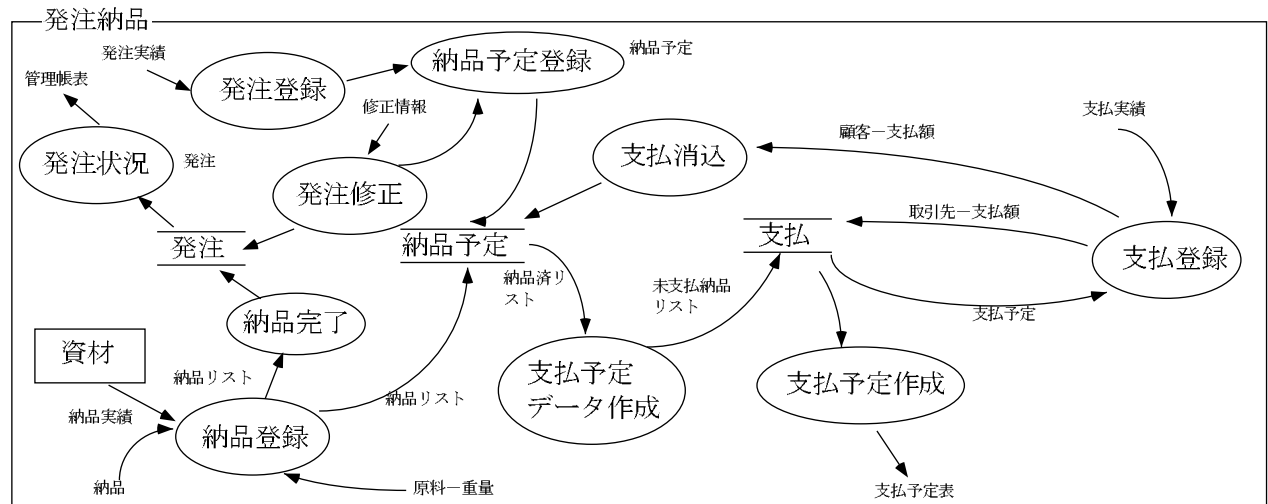 発注納品
発注実績
納品予定登録
納品予定
管理帳表
発注登録
修正情報
支払実績
顧客－支払額
発注状況
発注
支払消込
発注修正
取引先－支払額
発注
納品予定
支払
支払登録
納品済リ
スト
未支払納品
リスト
支払予定
納品完了
資材
支払予定
データ作成
支払予定作成
納品リスト
納品リスト
納品実績
納品登録
納品
原料－重量
支払予定表